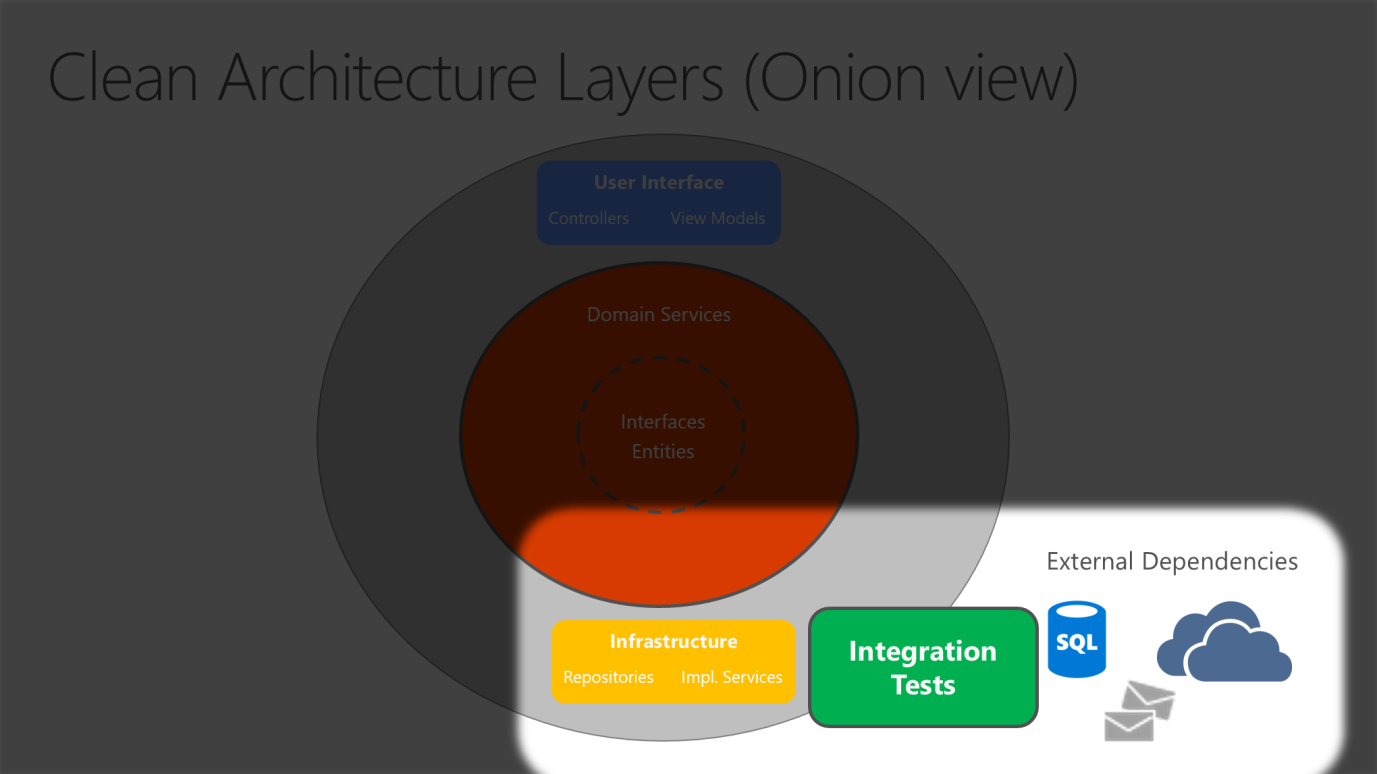 Clean Architecture Layers (Onion view)
User Interface
Controllers View Models
Domain Services
Interfaces
Entities
External Dependencies
Infrastructure
Repositories Impl. Services
Integration
Tests
SQL